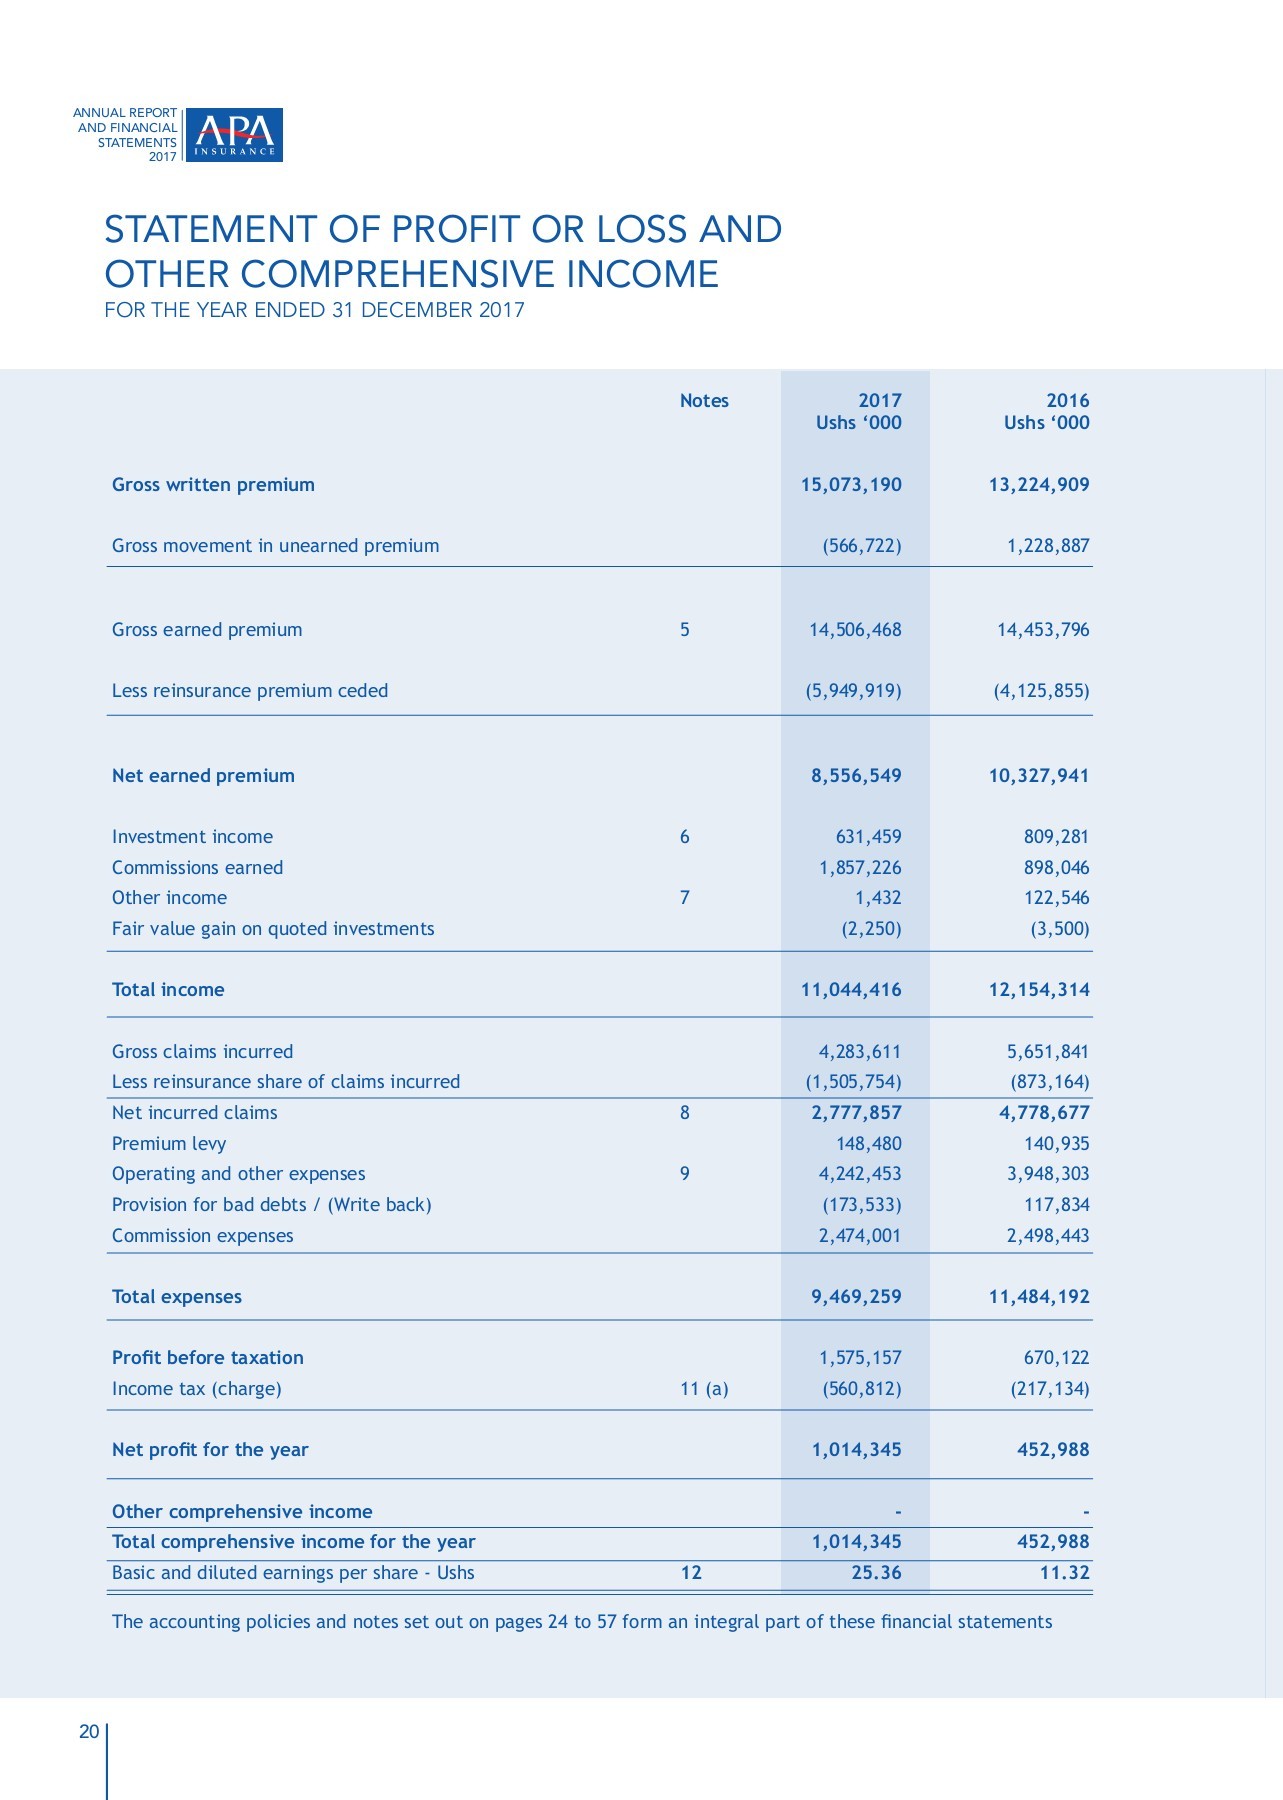 ANNUAL REPORT
AND FINANCIAL
STATEMENTS
2017
APA
INSURANCE
STATEMENT OF PROFIT OR LOSS AND
OTHER COMPREHENSIVE INCOME
FOR THE YEAR ENDED 31 DECEMBER 2017
Notes 2017 2016
Ushs ‘000 Ushs ‘000
Gross written premium 15,073,190 13,224,909
Gross movement in unearned premium (566,722) 1,228,887
Gross earned premium 5 14,506,468 14,453,796
Less reinsurance premium ceded (5,949,919) (4,125,855)
Net earned premium 8,556,549 10,327,941
Investment income 6 631,459 809,281
Commissions earned 1,857,226 898,046
Other income 7 1,432 122,546
Fair value gain on quoted investments (2,250) (3,500)
Total income 11,044,416 12,154,314
Gross claims incurred 4,283,611 5,651,841
Less reinsurance share of claims incurred (1,505,754) (873,164)
Net incurred claims 8 2,777,857 4,778,677
Premium levy 148,480 140,935
Operating and other expenses 9 4,242,453 3,948,303
Provision for bad debts / (Write back) (173,533) 117,834
Commission expenses 2,474,001 2,498,443
Total expenses 9,469,259 11,484,192
Profit before taxation 1,575,157 670,122
Income tax (charge) 11 (a) (560,812) (217,134)
Net profit for the year 1,014,345 452,988
Other comprehensive income - -
Total comprehensive income for the year 1,014,345 452,988
Basic and diluted earnings per share - Ushs 12 25.36 11.32
The accounting policies and notes set out on pages 24 to 57 form an integral part of these financial statements
20